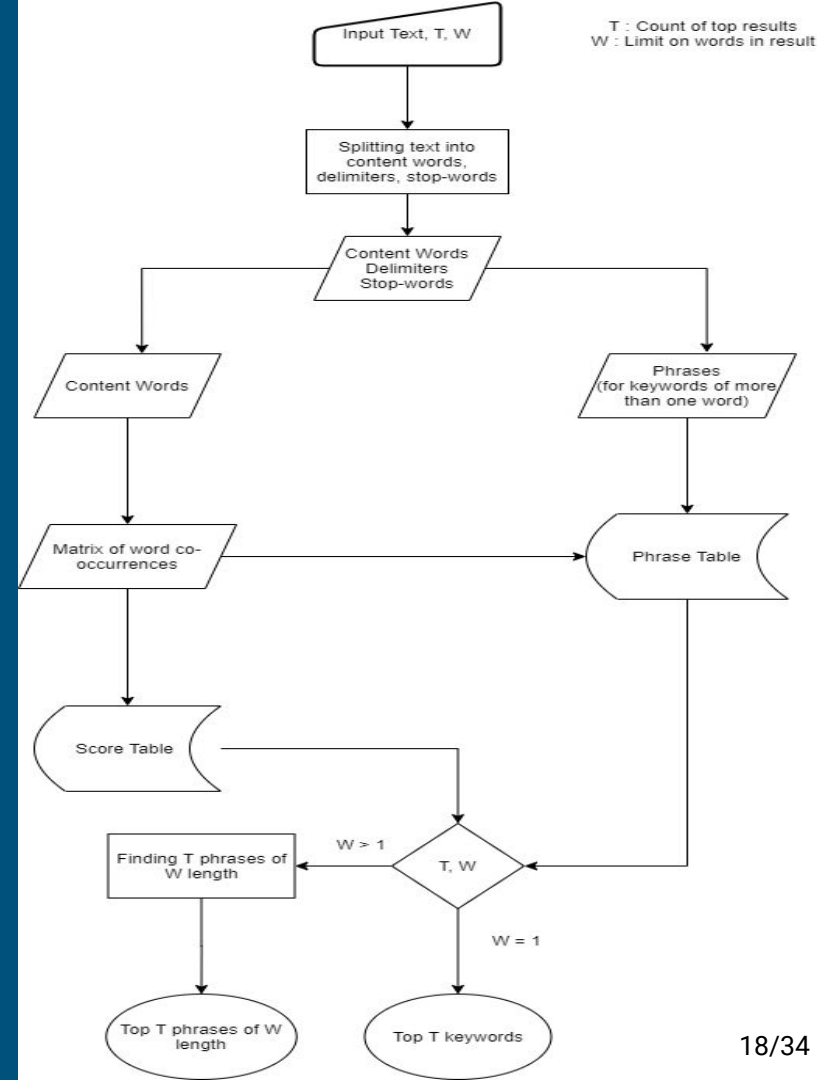 Input Text, T, W
T : Count of top results
W : Limit on words in result
Splitting text into
content words,
delimiters, stop-words
Content Words
Delimiters
Stop-words
Content Words
Phrases
(for keywords of more
than one word)
Matrix of word co-
occurrences
Phrase Table
Score Table
T, W
W > 1
Finding T phrases of
W length
W = 1
Top T phrases of W
length
Top T keywords
18/34